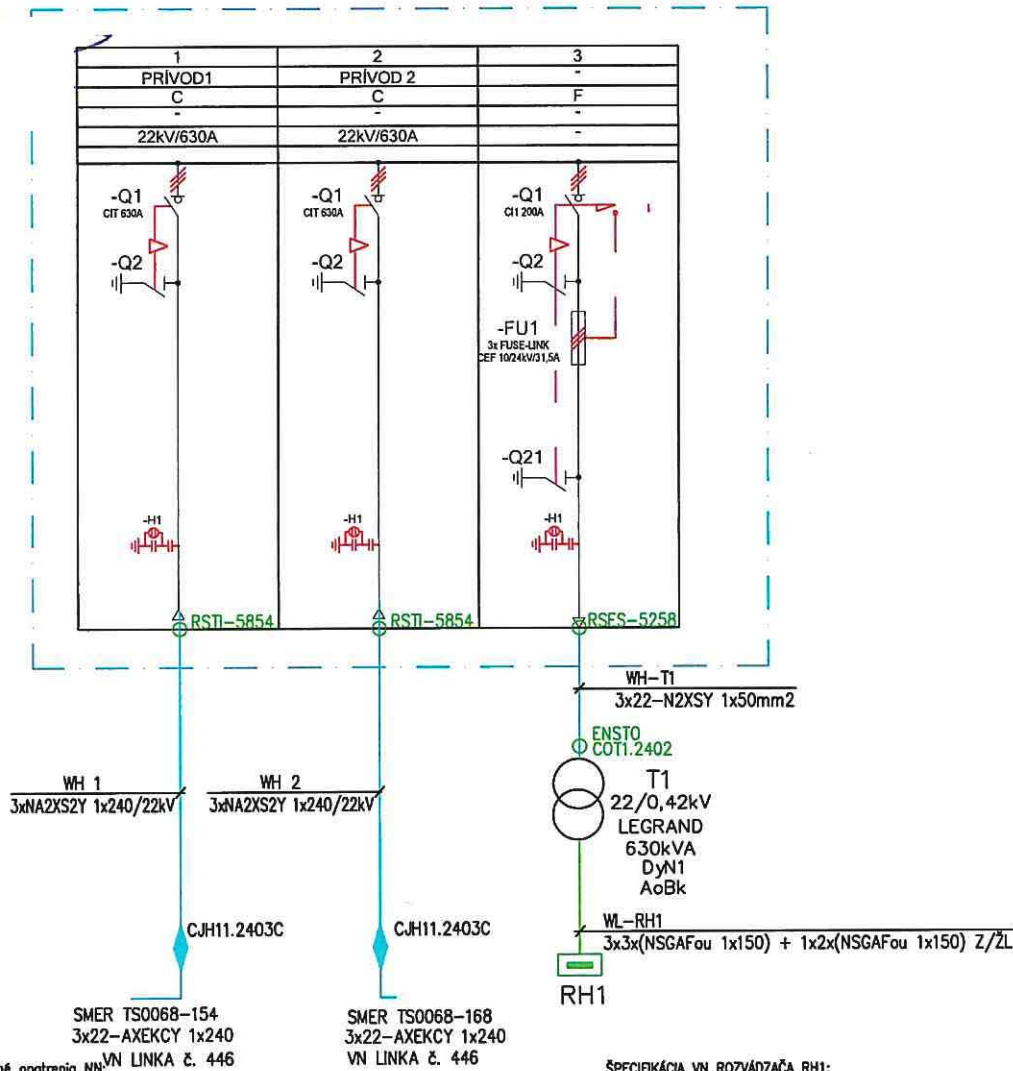 1 2 3
PRÍVOD1 PRÍVOD 2 -
C C F
- - -
22kV/630A 22kV/630A -
-Q1 -Q1 -Q1
CIT 630A CIT 630A CI1 200A
-Q2 -Q2 -Q2
-FU1
3x FUSE-LINK
CEF 10/24kV/31,5A
-Q21
-H1 -H1 -H1
RSTI-5854 RSTI-5854 RSES-5258
WH-T1
3x22-N2XSY 1x50mm2
ENSTO
COT1.2402
WH 1 WH 2
3xNA2XS2Y 1x240/22kV 3xNA2XS2Y 1x240/22kV
T1
22/0,42kV
LEGRAND
630kVA
DyN1
AoBk
CJH11.2403C CJH11.2403C
WL-RH1
3x3x(NSGAFou 1x150) + 1x2x(NSGAFou 1x150) Z/ŽL
RH1
SMER TS0068-154 SMER TS0068-168
3x22-AXEKCY 1x240 3x22-AXEKCY 1x240
VN LINKA č. 446 VN LINKA č. 446
opatrenia NN:
ŠPECIFIKÁCIA VN ROZVÁDZAČA RH1: